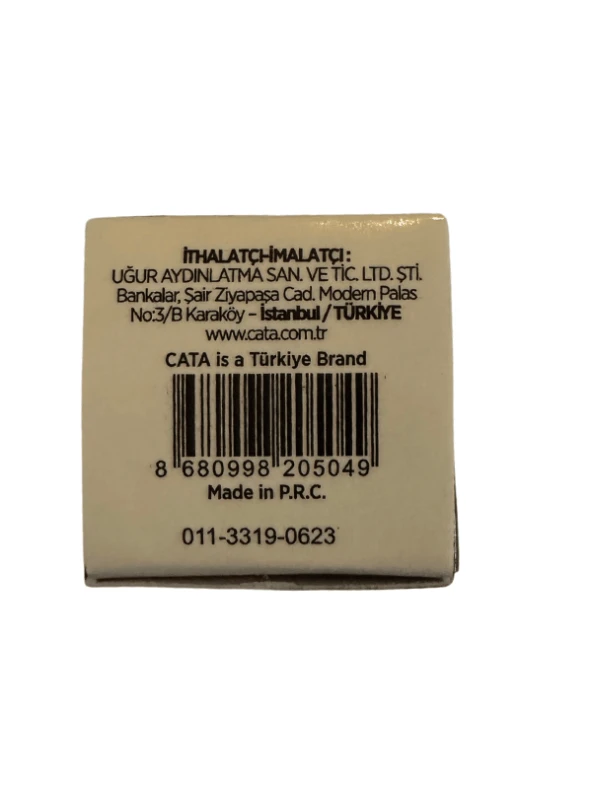 İTHALATÇI-İMALATÇI :
UĞUR AYDINLATMA SAN. VE TİC. LTD. ŞTİ.
Bankalar, Şair Ziyapaşa Cad. Modern Palas
No:3/B Karaköy – İstanbul / TÜRKİYE
www.cata.com.tr
CATA is a Türkiye Brand
8 680998 205049
Made in P.R.C.
011-3319-0623